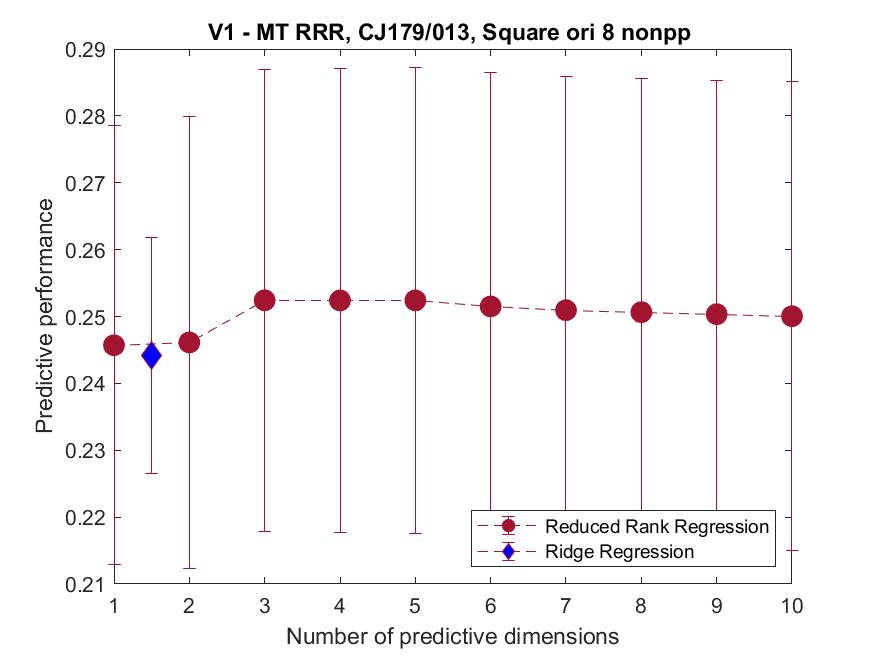 V1 - MT RRR, CJ179/013, Square ori 8 nonpp
0.29
0.28
0.27
0.26
0.25
0.24
0.23
0.22
0.21
Predictive performance
Reduced Rank Regression
Ridge Regression
1 2 3 4 5 6 7 8 9 10
Number of predictive dimensions